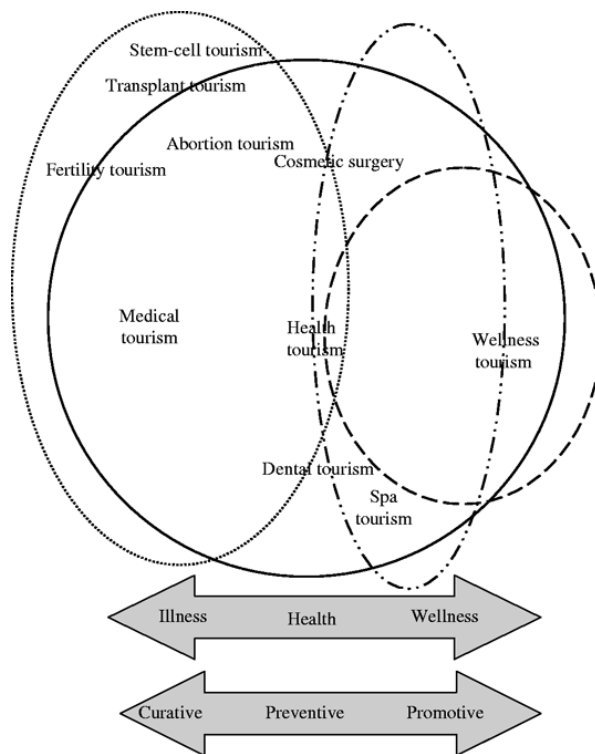 Stem-cell tourism
Transplant tourism
Abortion tourism
Cosmetic surgery
Fertility tourism
Medical
tourism
Health
tourism
Wellness
tourism
Dental tourism
Spa
tourism
Illness
Health
Wellness
Curative
Preventive
Promotive